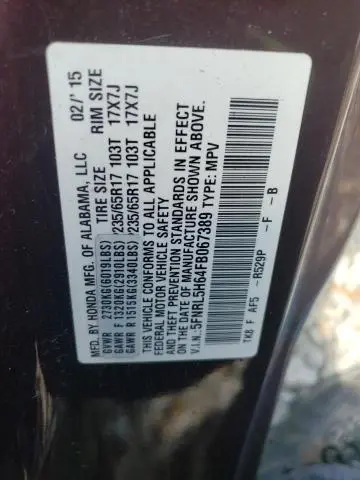 MFD. BY HONDA MFG. OF ALABAMA, LLC 02/'15
GVWR 2730KG(6019LBS) TIRE SIZE RIM SIZE
GAWR F 1320KG(2910LBS) 235/65R17 103T 17X7J
GAWR R 1515KG(3340LBS) 235/65R17 103T 17X7J
THIS VEHICLE CONFORMS TO ALL APPLICABLE
FEDERAL MOTOR VEHICLE SAFETY
AND THEFT PREVENTION STANDARDS IN EFFECT
ON THE DATE OF MANUFACTURE SHOWN ABOVE.
V.I.N.:5FNRL5H64FB067389 TYPE: MPV
TK8 F AF5 -R529P -F -B